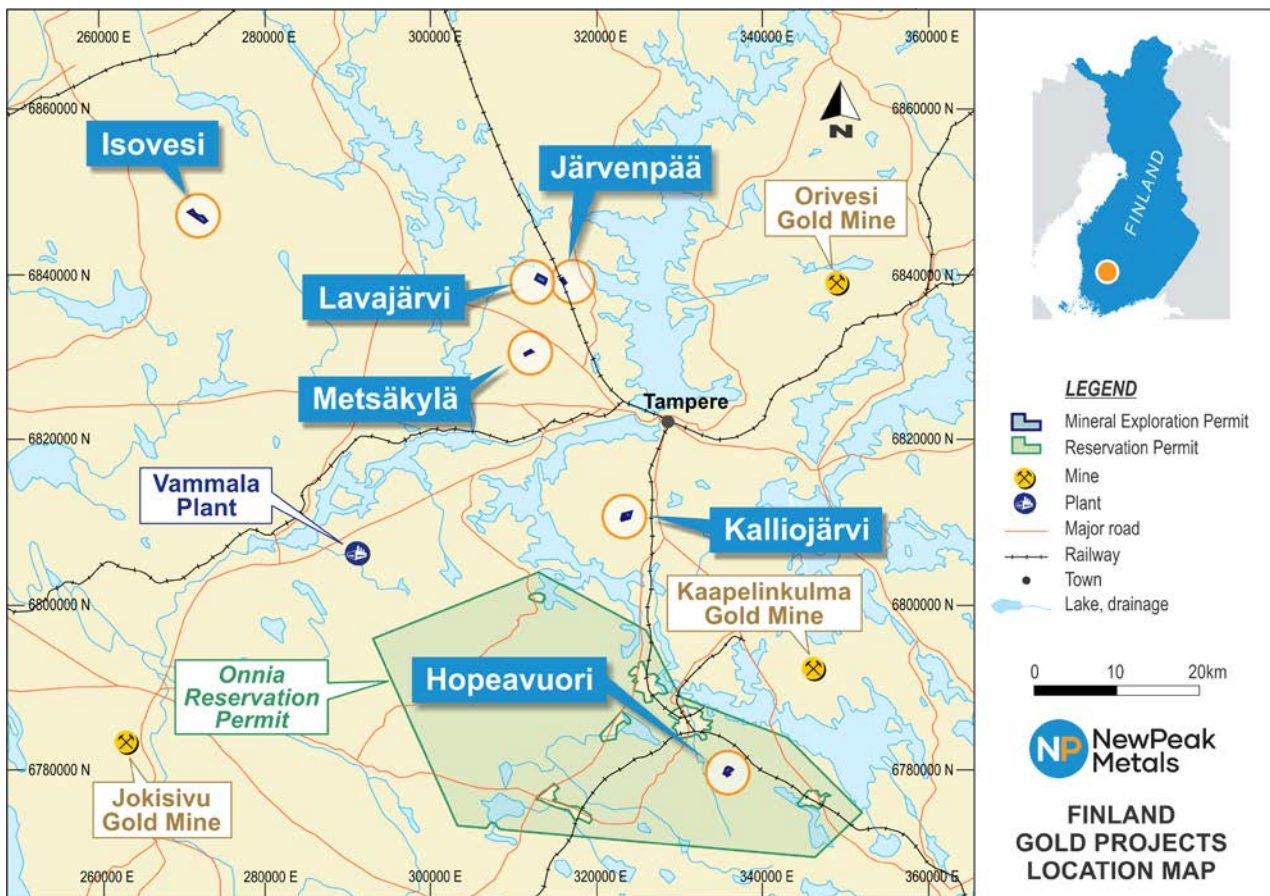 260000 E
280000 E
300000 E
320000 E
340000 E
360000 E
6860000 N
6860000 N
Isovesi
N
Järvenpää
Orivesi
Gold Mine
6840000 N
6840000 N
Lavajärvi
Metsäkylä
Tampere
6820000 N
6820000 N
Vammala
Plant
Kalliojärvi
6800000 N
6800000 N
Kaapelinkulma
Gold Mine
Onnia
Reservation
Permit
Hopeavuori
6780000 N
6780000 N
Jokisivu
Gold Mine
260000 E
280000 E
300000 E
320000 E
340000 E
360000 E
FINLAND
LEGEND
Mineral Exploration Permit
Reservation Permit
Mine
Plant
Major road
Railway
Town
Lake, drainage
0 10 20km
NP NewPeak
Metals
FINLAND
GOLD PROJECTS
LOCATION MAP